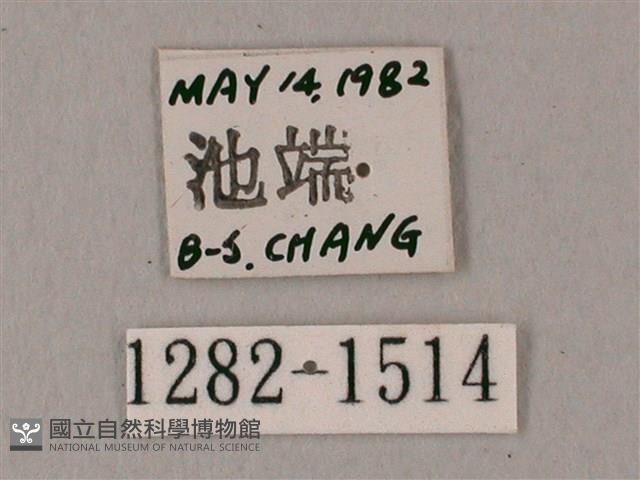 MAY 14. 1982
池端
B-S. CHANG
1282-1514
國立自然科學博物館
NATIONAL MUSEUM OF NATURAL SCIENCE